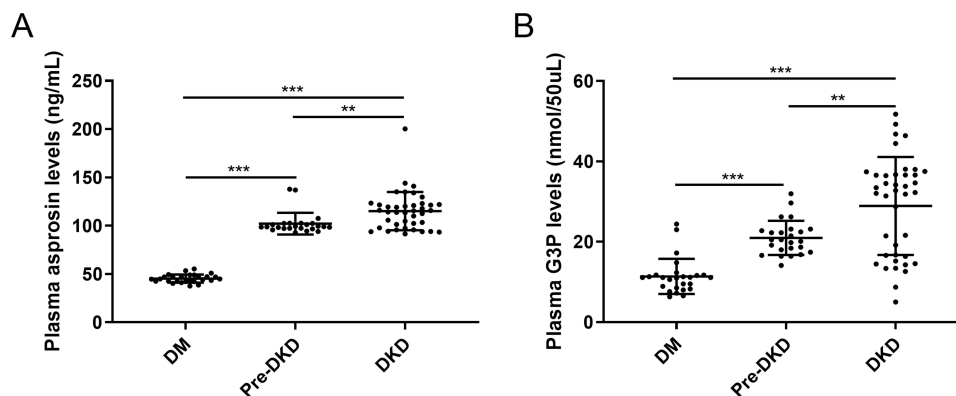 A
Plasma asprosin levels (ng/mL)
250
200
150
100
50
0
***
**
***
DM
Pre-DKD
DKD
B
Plasma G3P levels (nmol/50uL)
60
40
20
0
***
**
***
DM
Pre-DKD
DKD